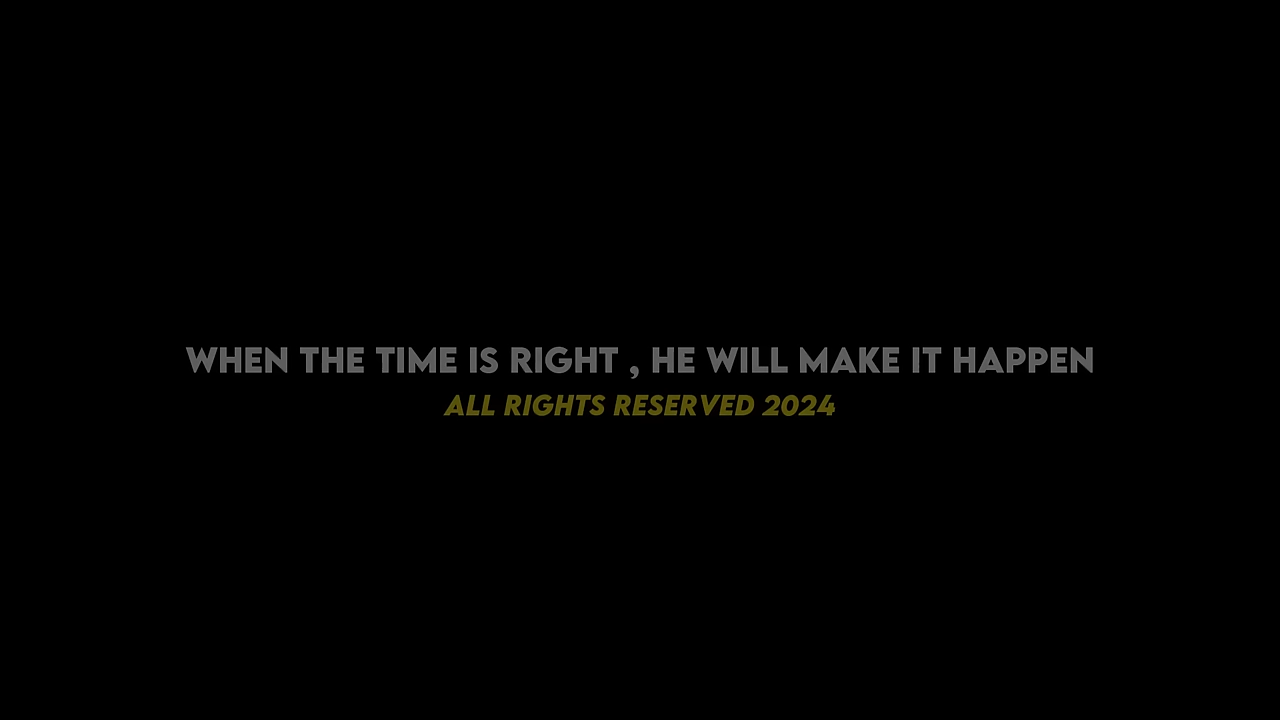 WHEN THE TIME IS RIGHT , HE WILL MAKE IT HAPPEN
ALL RIGHTS RESERVED 2024